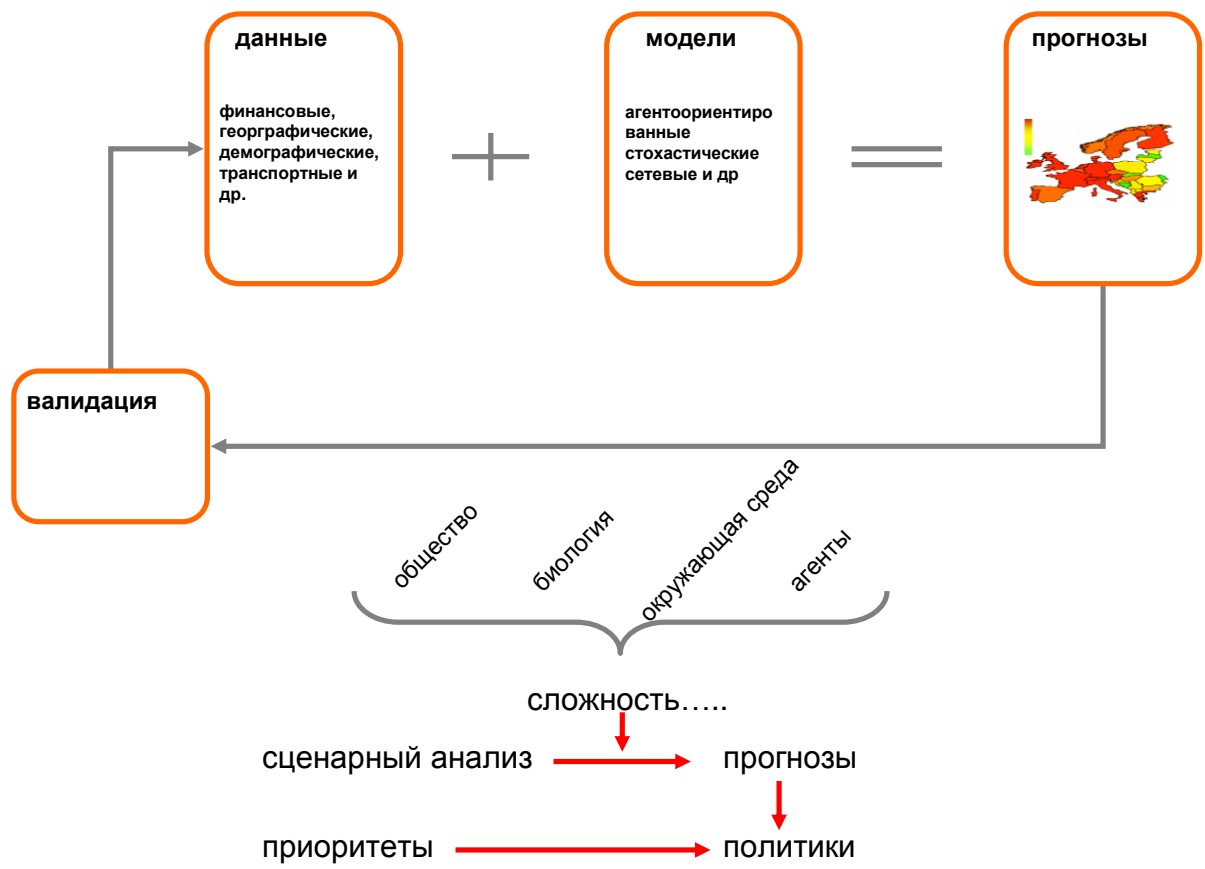 данные
финансовые,
георграфические,
демографические,
транспортные и
др.
модели
агентоориентиро
ванные
стохастические
сетевые и др
прогнозы
валидация
общество
биология
окружающая среда
агенты
сложность…..
сценарный анализ
прогнозы
приоритеты
политики